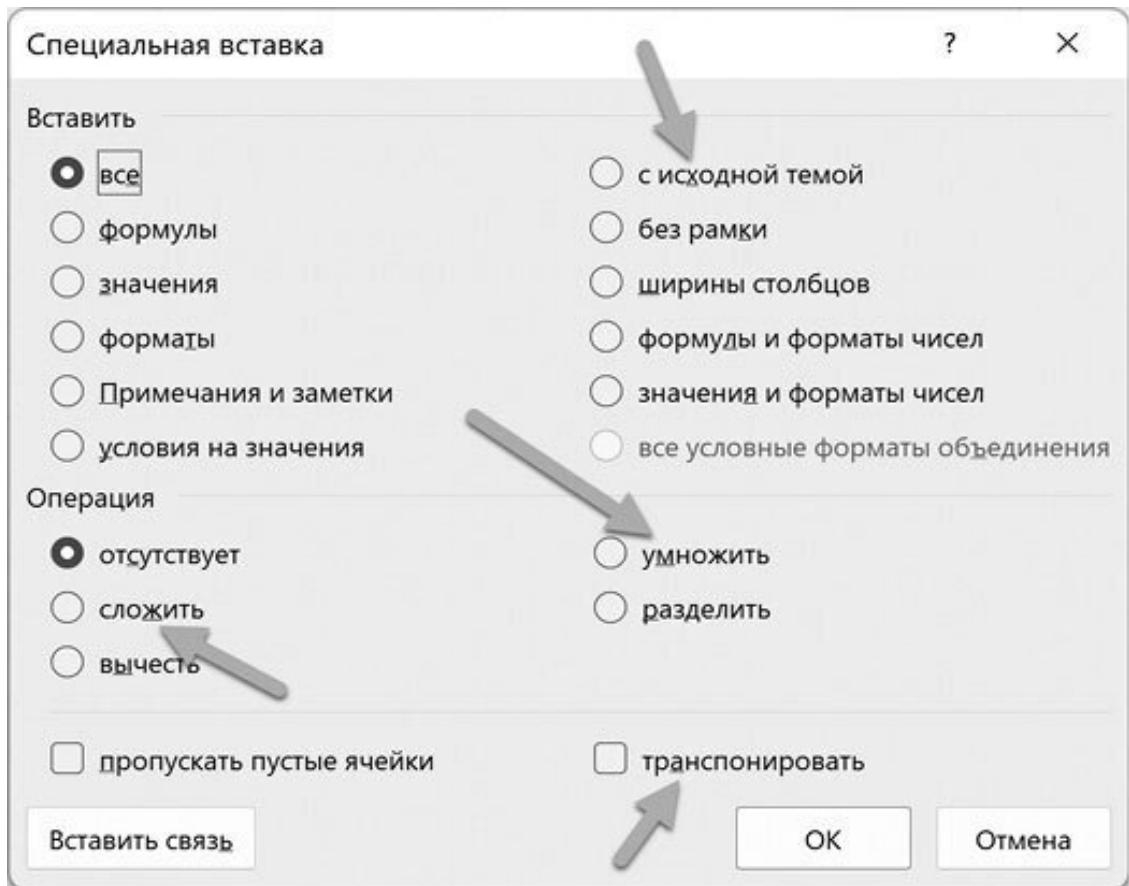 Специальная вставка ? ×
Вставить
все
с исходной темой
формулы
без рамки
значения
ширины столбцов
форматы
формулы и форматы чисел
Примечания и заметки
значения и форматы чисел
условия на значения
все условные форматы объединения
Операция
отсутствует
умножить
сложить
разделить
вычесть
пропускать пустые ячейки
транспонировать
Вставить связь
ОК
Отмена